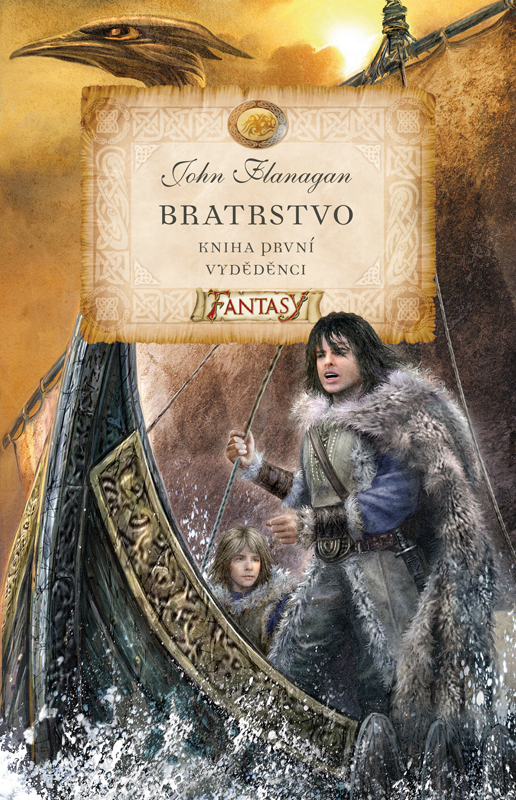 John Flanagan
BRATRSTVO
KNIHA PRVNÍ
VYDĚDĚNCI
FANTASY